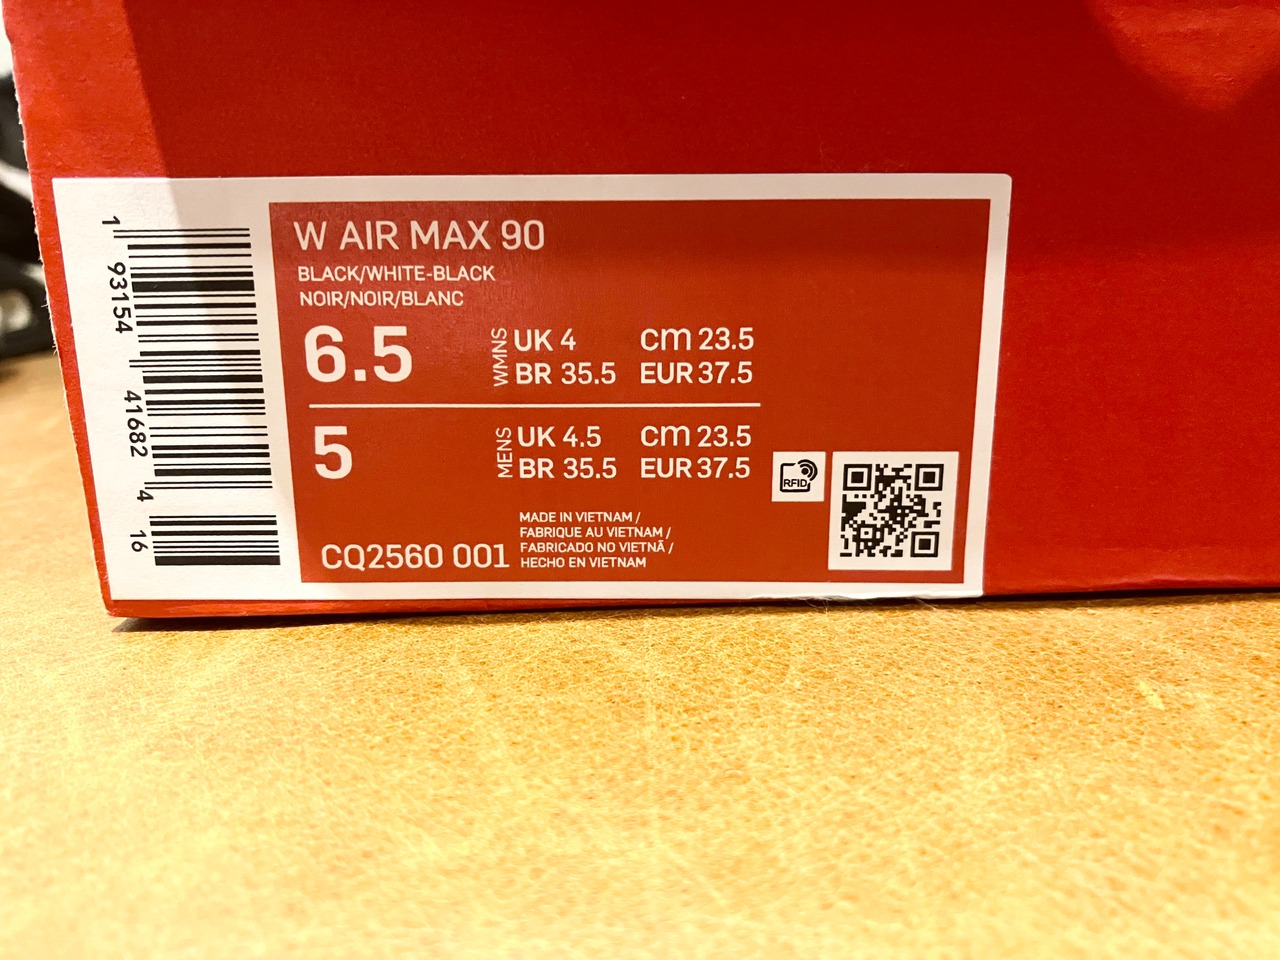 1 93154 41682 4 16
W AIR MAX 90
BLACK/WHITE-BLACK
NOIR/NOIR/BLANC
6.5 WMNS UK 4 cm 23.5
BR 35.5 EUR 37.5
5 MENS UK 4.5 cm 23.5
BR 35.5 EUR 37.5
RFID
MADE IN VIETNAM /
FABRIQUE AU VIETNAM /
FABRICADO NO VIETNÃ /
HECHO EN VIETNAM
CQ2560 001